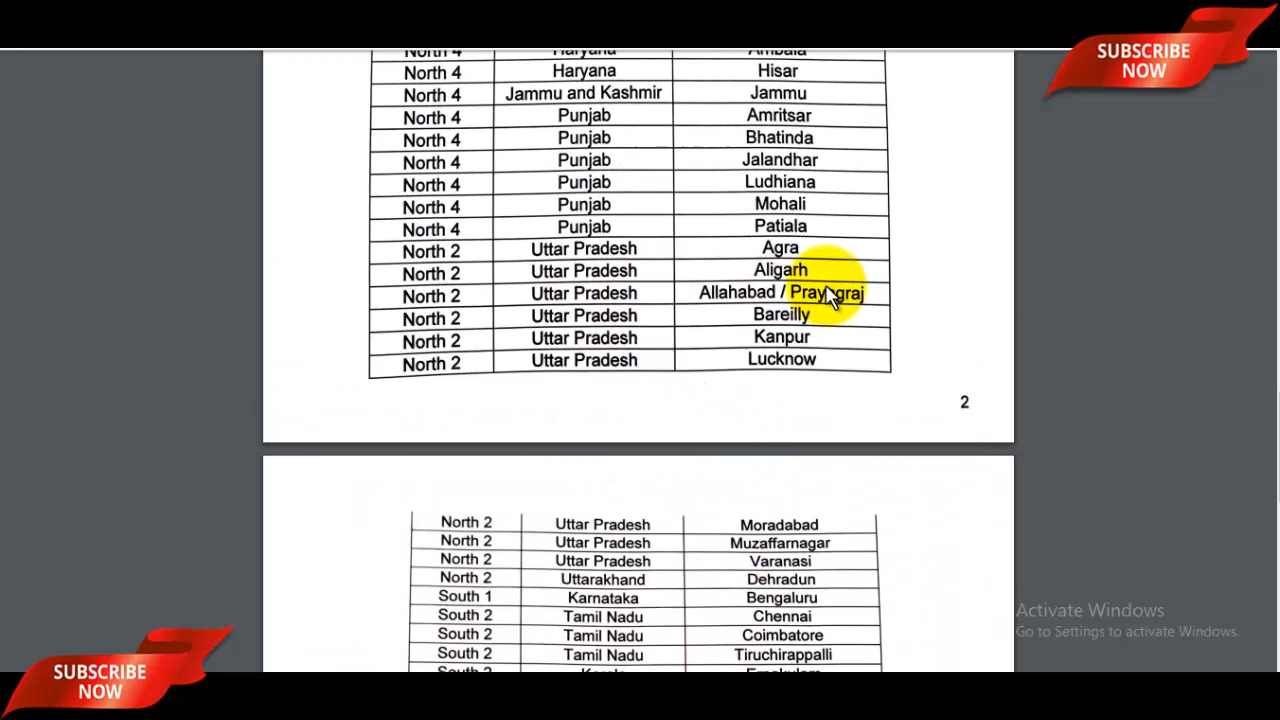 SUBSCRIBE
NOW
North 4 Haryana Ambala
North 4 Haryana Hisar
North 4 Jammu and Kashmir Jammu
North 4 Punjab Amritsar
North 4 Punjab Bhatinda
North 4 Punjab Jalandhar
North 4 Punjab Ludhiana
North 4 Punjab Mohali
North 4 Punjab Patiala
North 2 Uttar Pradesh Agra
North 2 Uttar Pradesh Aligarh
North 2 Uttar Pradesh Allahabad / Prayagraj
North 2 Uttar Pradesh Bareilly
North 2 Uttar Pradesh Kanpur
North 2 Uttar Pradesh Lucknow
2
North 2 Uttar Pradesh Moradabad
North 2 Uttar Pradesh Muzaffarnagar
North 2 Uttar Pradesh Varanasi
North 2 Uttarakhand Dehradun
South 1 Karnataka Bengaluru
South 2 Tamil Nadu Chennai
South 2 Tamil Nadu Coimbatore
South 2 Tamil Nadu Tiruchirappalli
Activate Windows
Go to Settings to activate Windows.
SUBSCRIBE
NOW